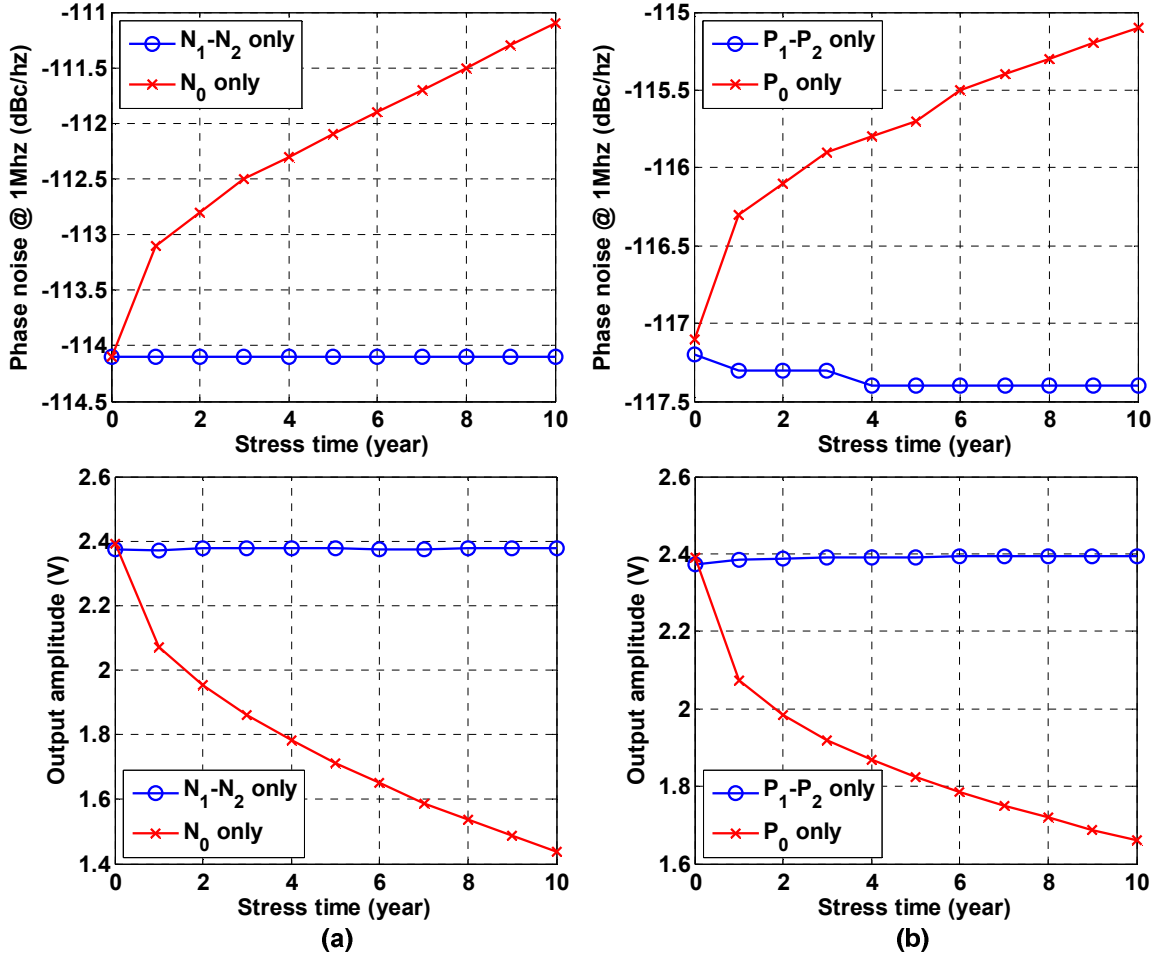 -111
-111.5
-112
-112.5
-113
-113.5
-114
-114.5
Phase noise @ 1Mhz (dBc/hz)
N1-N2 only
N0 only
0 2 4 6 8 10
Stress time (year)
-115
-115.5
-116
-116.5
-117
-117.5
Phase noise @ 1Mhz (dBc/hz)
P1-P2 only
P0 only
0 2 4 6 8 10
Stress time (year)
2.6
2.4
2.2
2
1.8
1.6
1.4
Output amplitude (V)
N1-N2 only
N0 only
0 2 4 6 8 10
Stress time (year)
(a)
2.6
2.4
2.2
2
1.8
1.6
Output amplitude (V)
P1-P2 only
P0 only
0 2 4 6 8 10
Stress time (year)
(b)